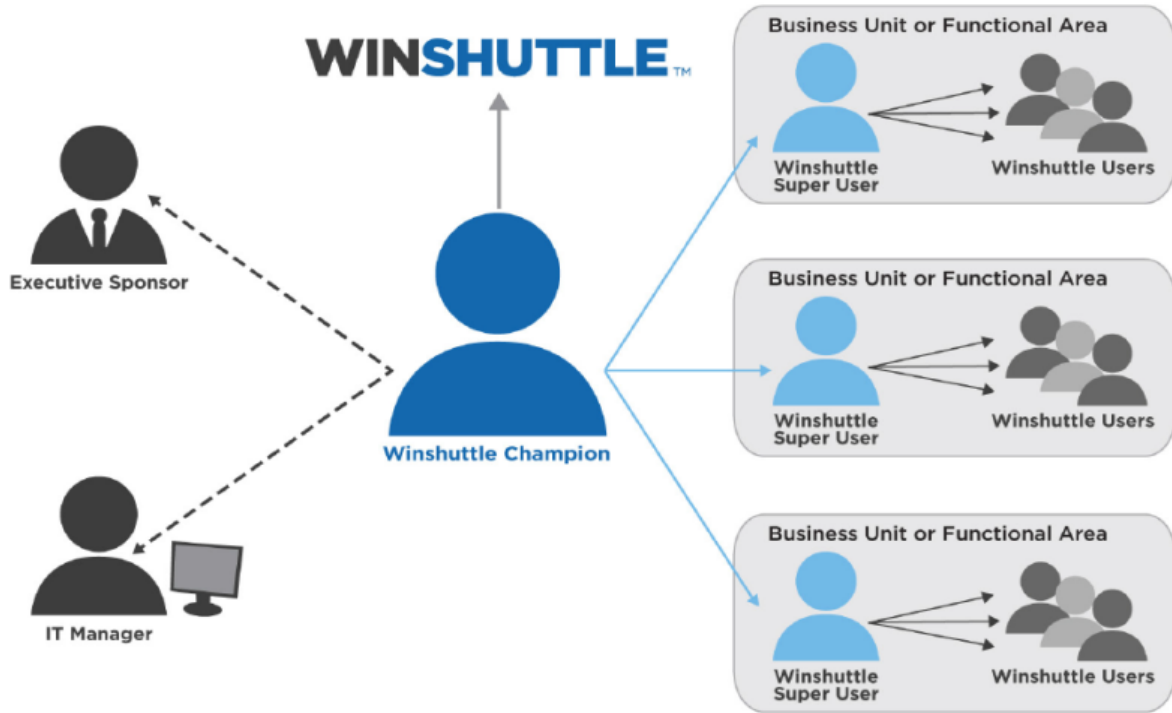 WINSHUTTLE™
Executive Sponsor
IT Manager
Winshuttle Champion
Business Unit or Functional Area
Winshuttle
Super User
Winshuttle Users
Business Unit or Functional Area
Winshuttle
Super User
Winshuttle Users
Business Unit or Functional Area
Winshuttle
Super User
Winshuttle Users